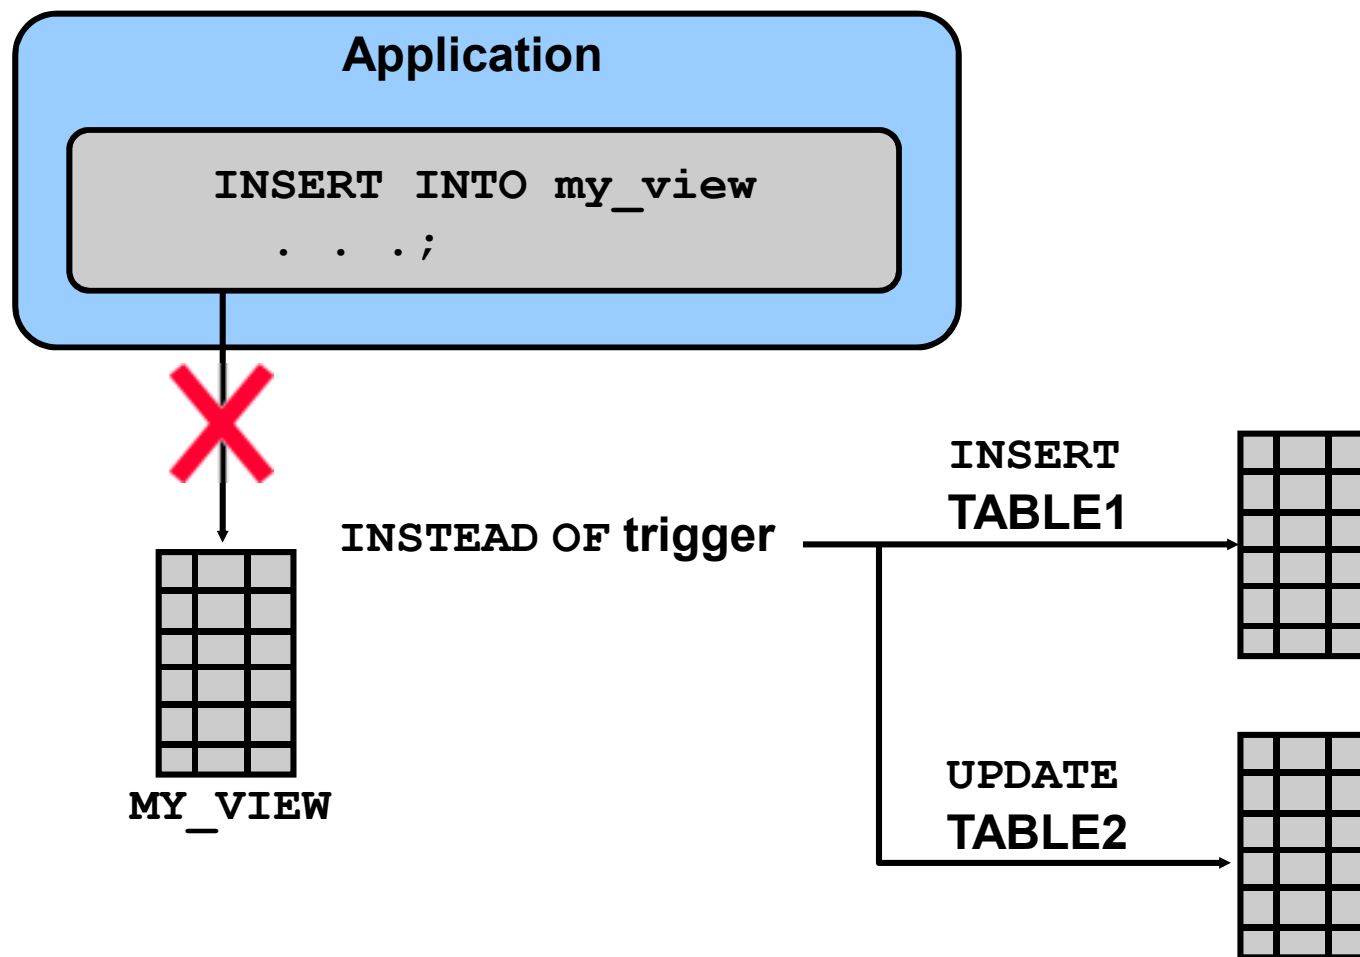 Application
INSERT INTO my_view
. . .;
INSTEAD OF trigger
INSERT
TABLE1
UPDATE
TABLE2
MY_VIEW